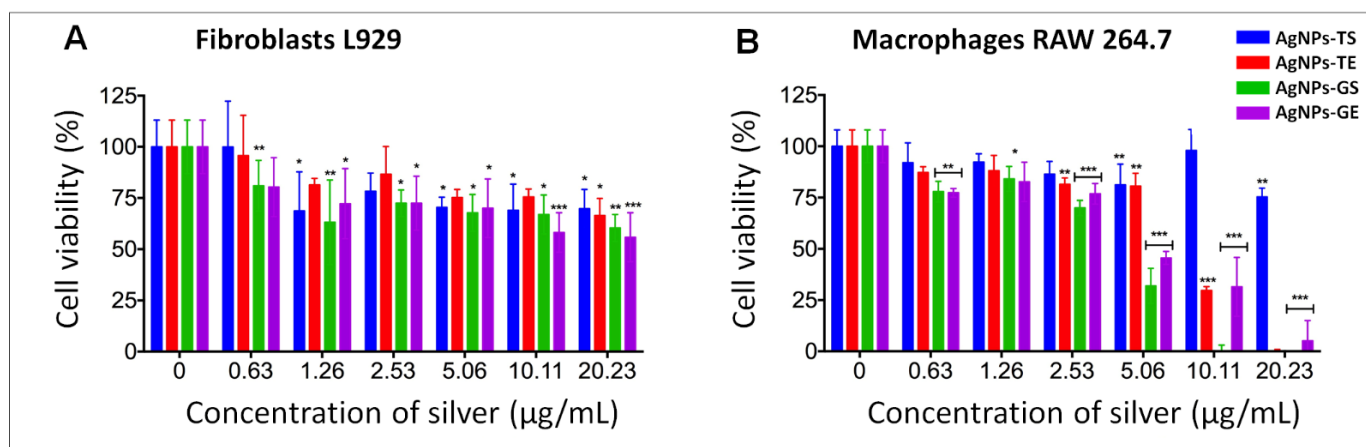 A Fibroblasts L929
Cell viability (%)
125
100
75
50
25
0
** * ** * * * * * * * * *** * * ** ***
0 0.63 1.26 2.53 5.06 10.11 20.23
Concentration of silver (µg/mL)
B Macrophages RAW 264.7
AgNPs-TS
AgNPs-TE
AgNPs-GS
AgNPs-GE
Cell viability (%)
125
100
75
50
25
0
** * ** *** ** ** *** *** *** ** ***
0 0.63 1.26 2.53 5.06 10.11 20.23
Concentration of silver (µg/mL)